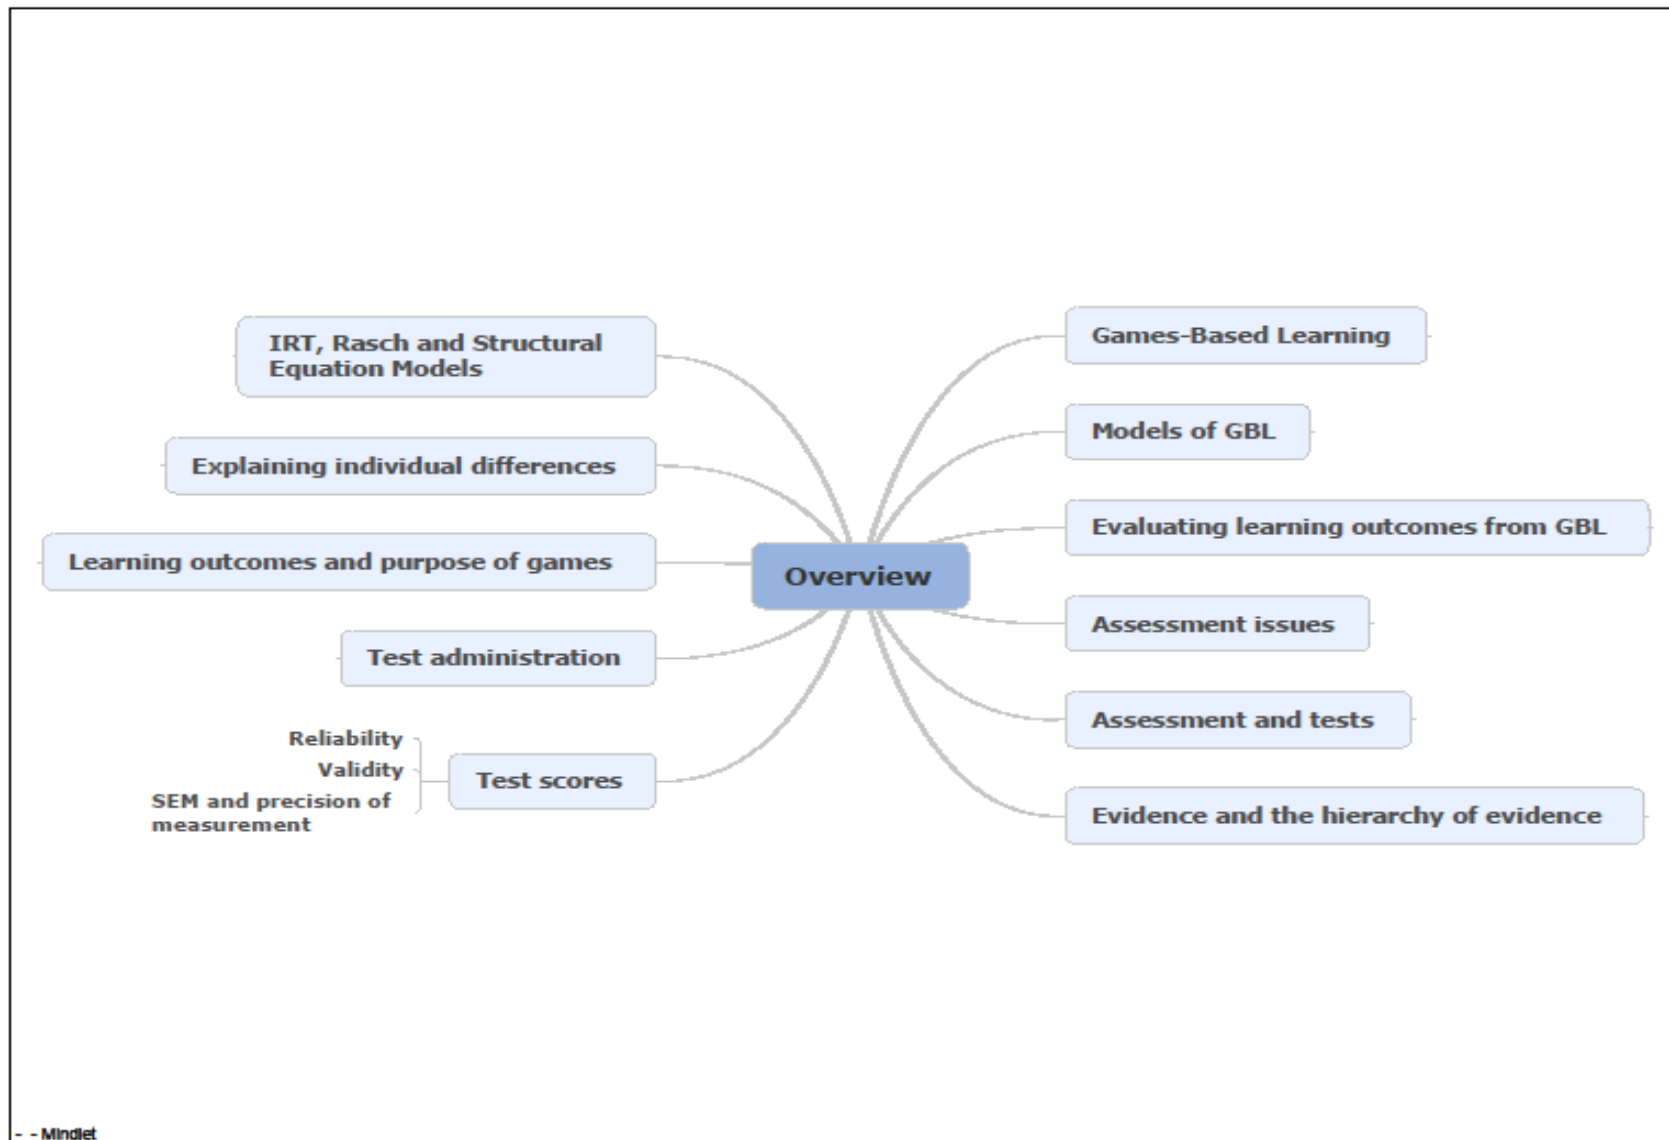 Overview
Games-Based Learning
Models of GBL
Evaluating learning outcomes from GBL
Assessment issues
Assessment and tests
Evidence and the hierarchy of evidence
IRT, Rasch and Structural
Equation Models
Explaining individual differences
Learning outcomes and purpose of games
Test administration
Test scores
Reliability
Validity
SEM and precision of
measurement
- - Mindjet